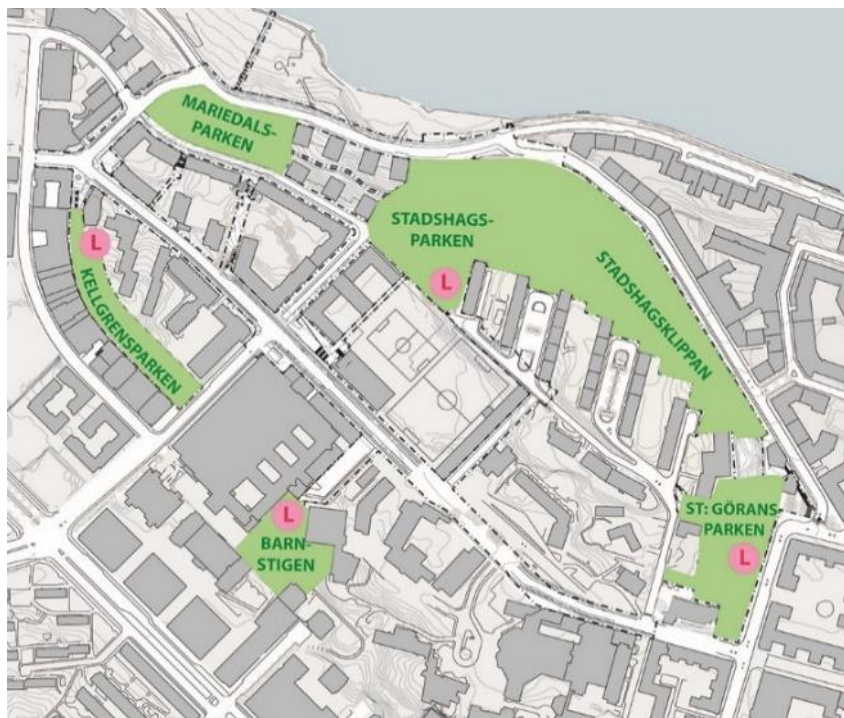 MARIEDALS-
PARKEN
STADSHAGS-
PARKEN
L
STADSHAGSKLIPPAN
L
KELLGRENSPARKEN
L
BARN-
STIGEN
ST: GÖRANS-
PARKEN
L